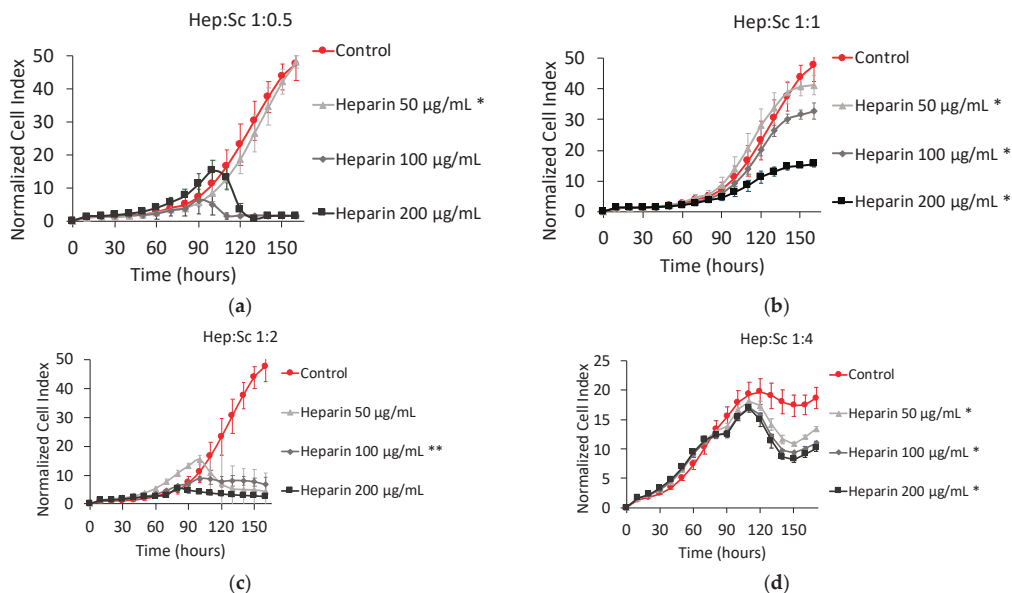 Hep:Sc 1:0.5
Normalized Cell Index
50
40
30
20
10
0
0 30 60 90 120 150
Time (hours)
Control
Heparin 50 µg/mL *
Heparin 100 µg/mL
Heparin 200 µg/mL
(a)
Hep:Sc 1:1
Normalized Cell Index
50
40
30
20
10
0
0 30 60 90 120 150
Time (hours)
Control
Heparin 50 µg/mL *
Heparin 100 µg/mL *
Heparin 200 µg/mL *
(b)
Hep:Sc 1:2
Normalized Cell Index
50
40
30
20
10
0
0 30 60 90 120 150
Time (hours)
Control
Heparin 50 µg/mL
Heparin 100 µg/mL **
Heparin 200 µg/mL
(c)
Hep:Sc 1:4
Normalized Cell Index
25
20
15
10
5
0
0 30 60 90 120 150
Time (hours)
Control
Heparin 50 µg/mL *
Heparin 100 µg/mL *
Heparin 200 µg/mL *
(d)